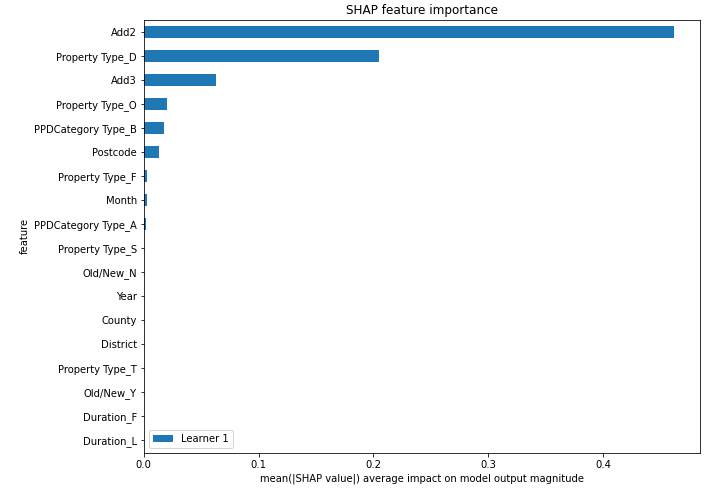 SHAP feature importance
Add2
Property Type_D
Add3
Property Type_O
PPDCategory Type_B
Postcode
Property Type_F
Month
PPDCategory Type_A
Property Type_S
Old/New_N
Year
County
District
Property Type_T
Old/New_Y
Duration_F
Duration_L
feature
Learner 1
0.0 0.1 0.2 0.3 0.4
mean(|SHAP value|) average impact on model output magnitude